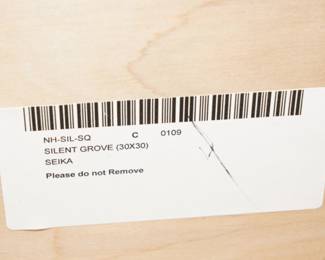 NH-SIL-SQ C 0109
SILENT GROVE (30X30)
SEIKA
Please do not Remove